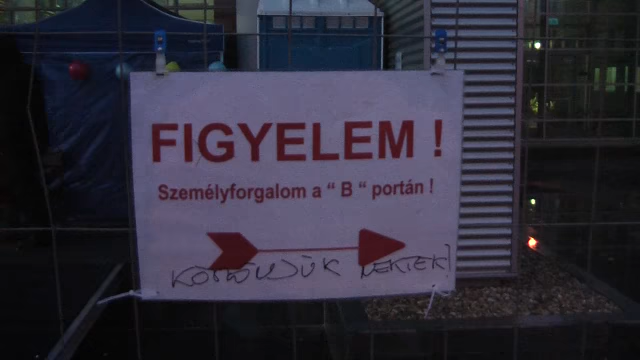 FIGYELEM !
Személyforgalom a “ B “ portán !
KÖSZÖNJÜK NEKTEK!